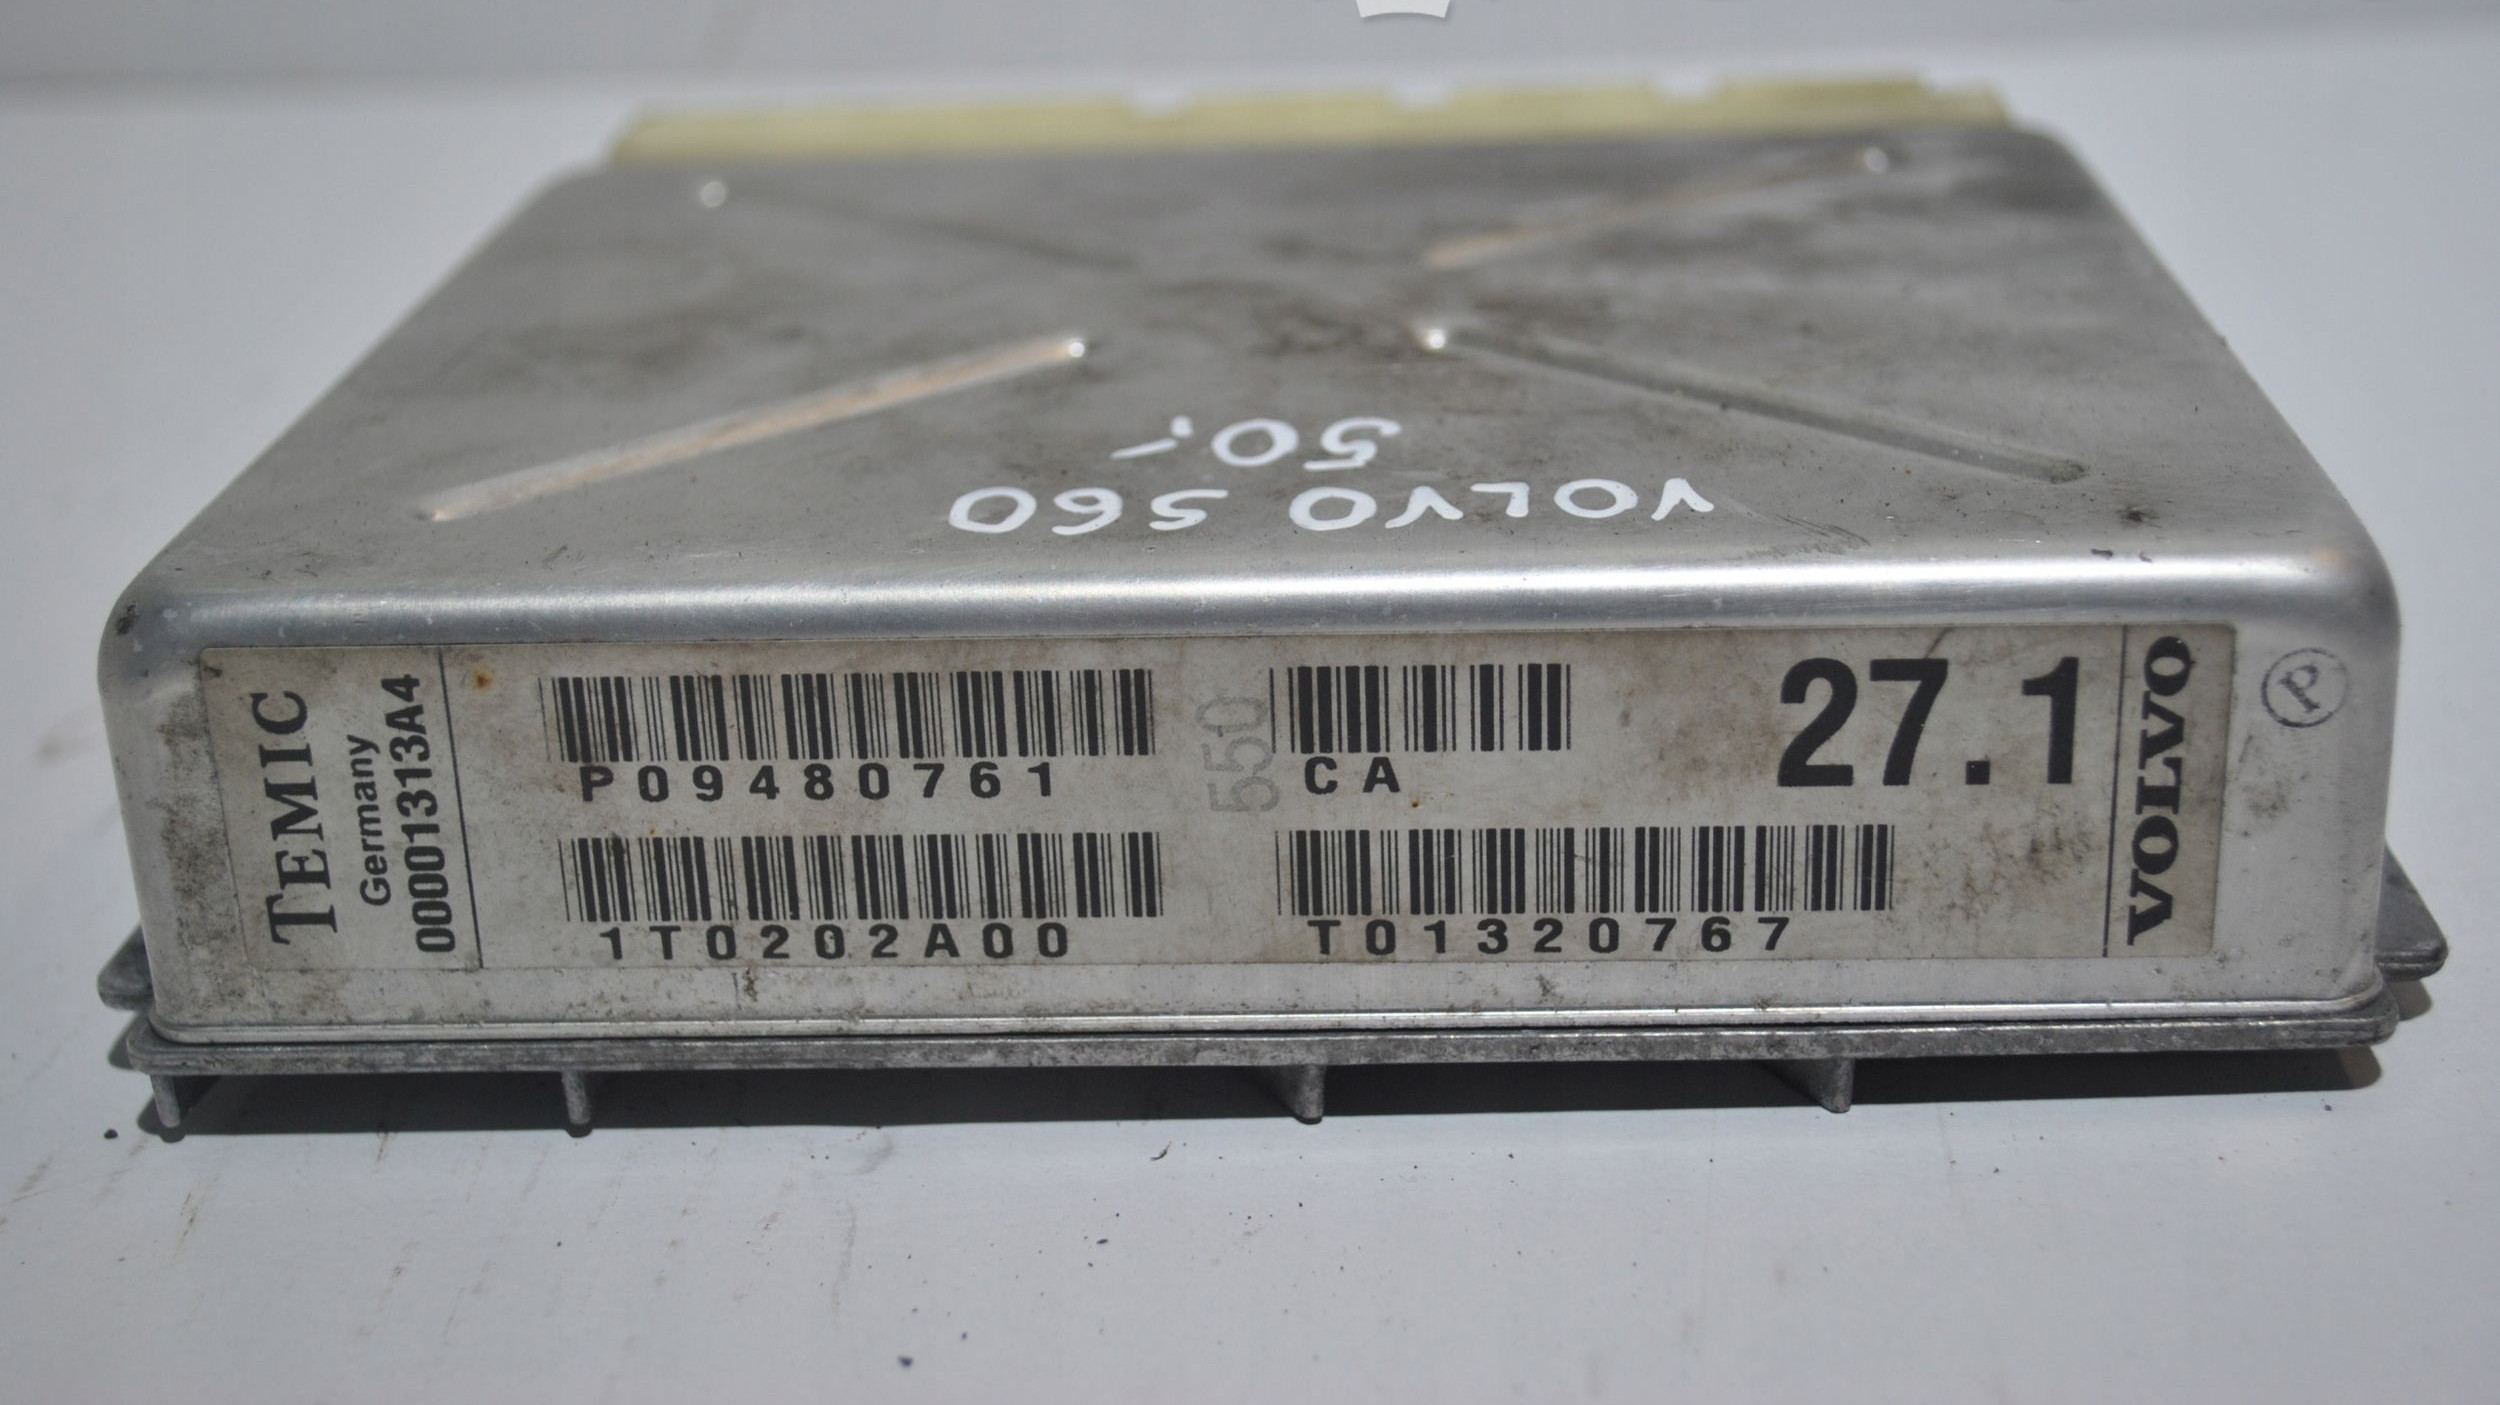 VOLVO S60
50,-
TEMIC
Germany
00001313A4
P09480761
550
CA
27.1
1T0202A00
T01320767
VOLVO
P